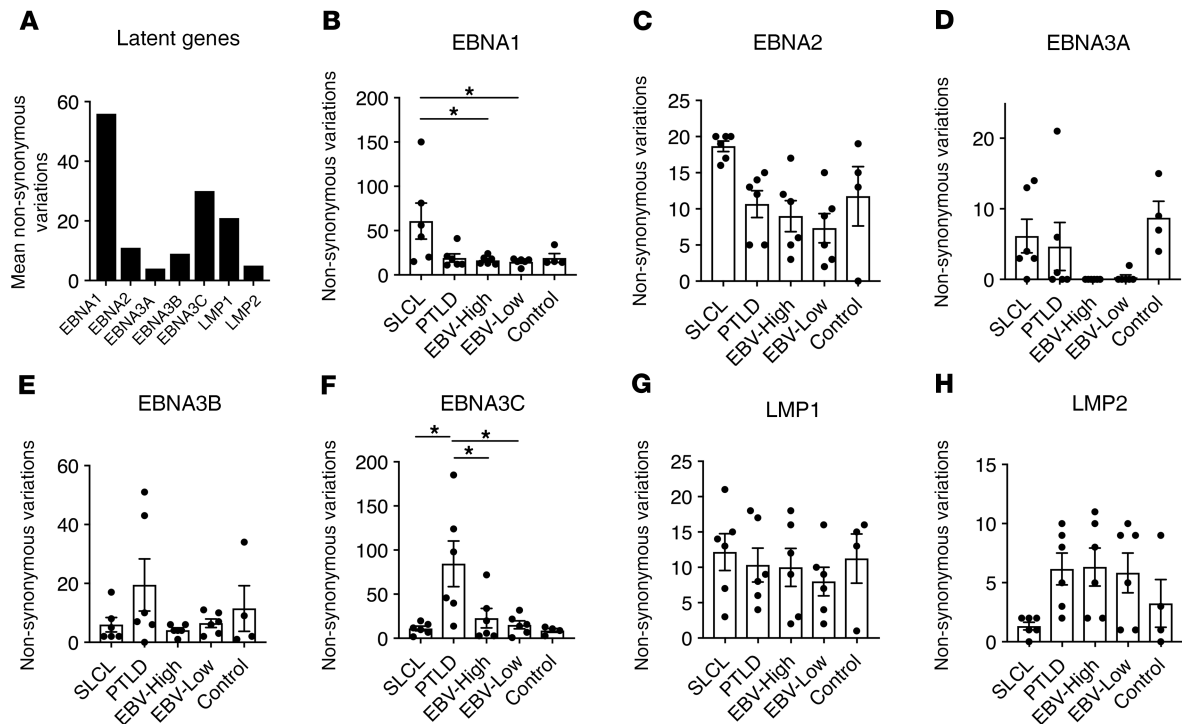 A
Latent genes
Mean non-synonymous
variations
60
40
20
0
EBNA1
EBNA2
EBNA3A
EBNA3B
EBNA3C
LMP1
LMP2
B
EBNA1
Non-synonymous variations
200
150
100
50
0
*
*
SLCL
PTLD
EBV-High
EBV-Low
Control
C
EBNA2
Non-synonymous variations
25
20
15
10
5
0
SLCL
PTLD
EBV-High
EBV-Low
Control
D
EBNA3A
Non-synonymous variations
20
10
0
SLCL
PTLD
EBV-High
EBV-Low
Control
E
EBNA3B
Non-synonymous variations
60
40
20
0
SLCL
PTLD
EBV-High
EBV-Low
Control
F
EBNA3C
Non-synonymous variations
200
150
100
50
0
*
*
*
SLCL
PTLD
EBV-High
EBV-Low
Control
G
LMP1
Non-synonymous variations
25
20
15
10
5
0
SLCL
PTLD
EBV-High
EBV-Low
Control
H
LMP2
Non-synonymous variations
15
10
5
0
SLCL
PTLD
EBV-High
EBV-Low
Control